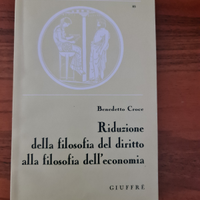 Benedetto Croce
Riduzione
della filosofia del diritto
alla filosofia dell'economia
GIUFFRÈ